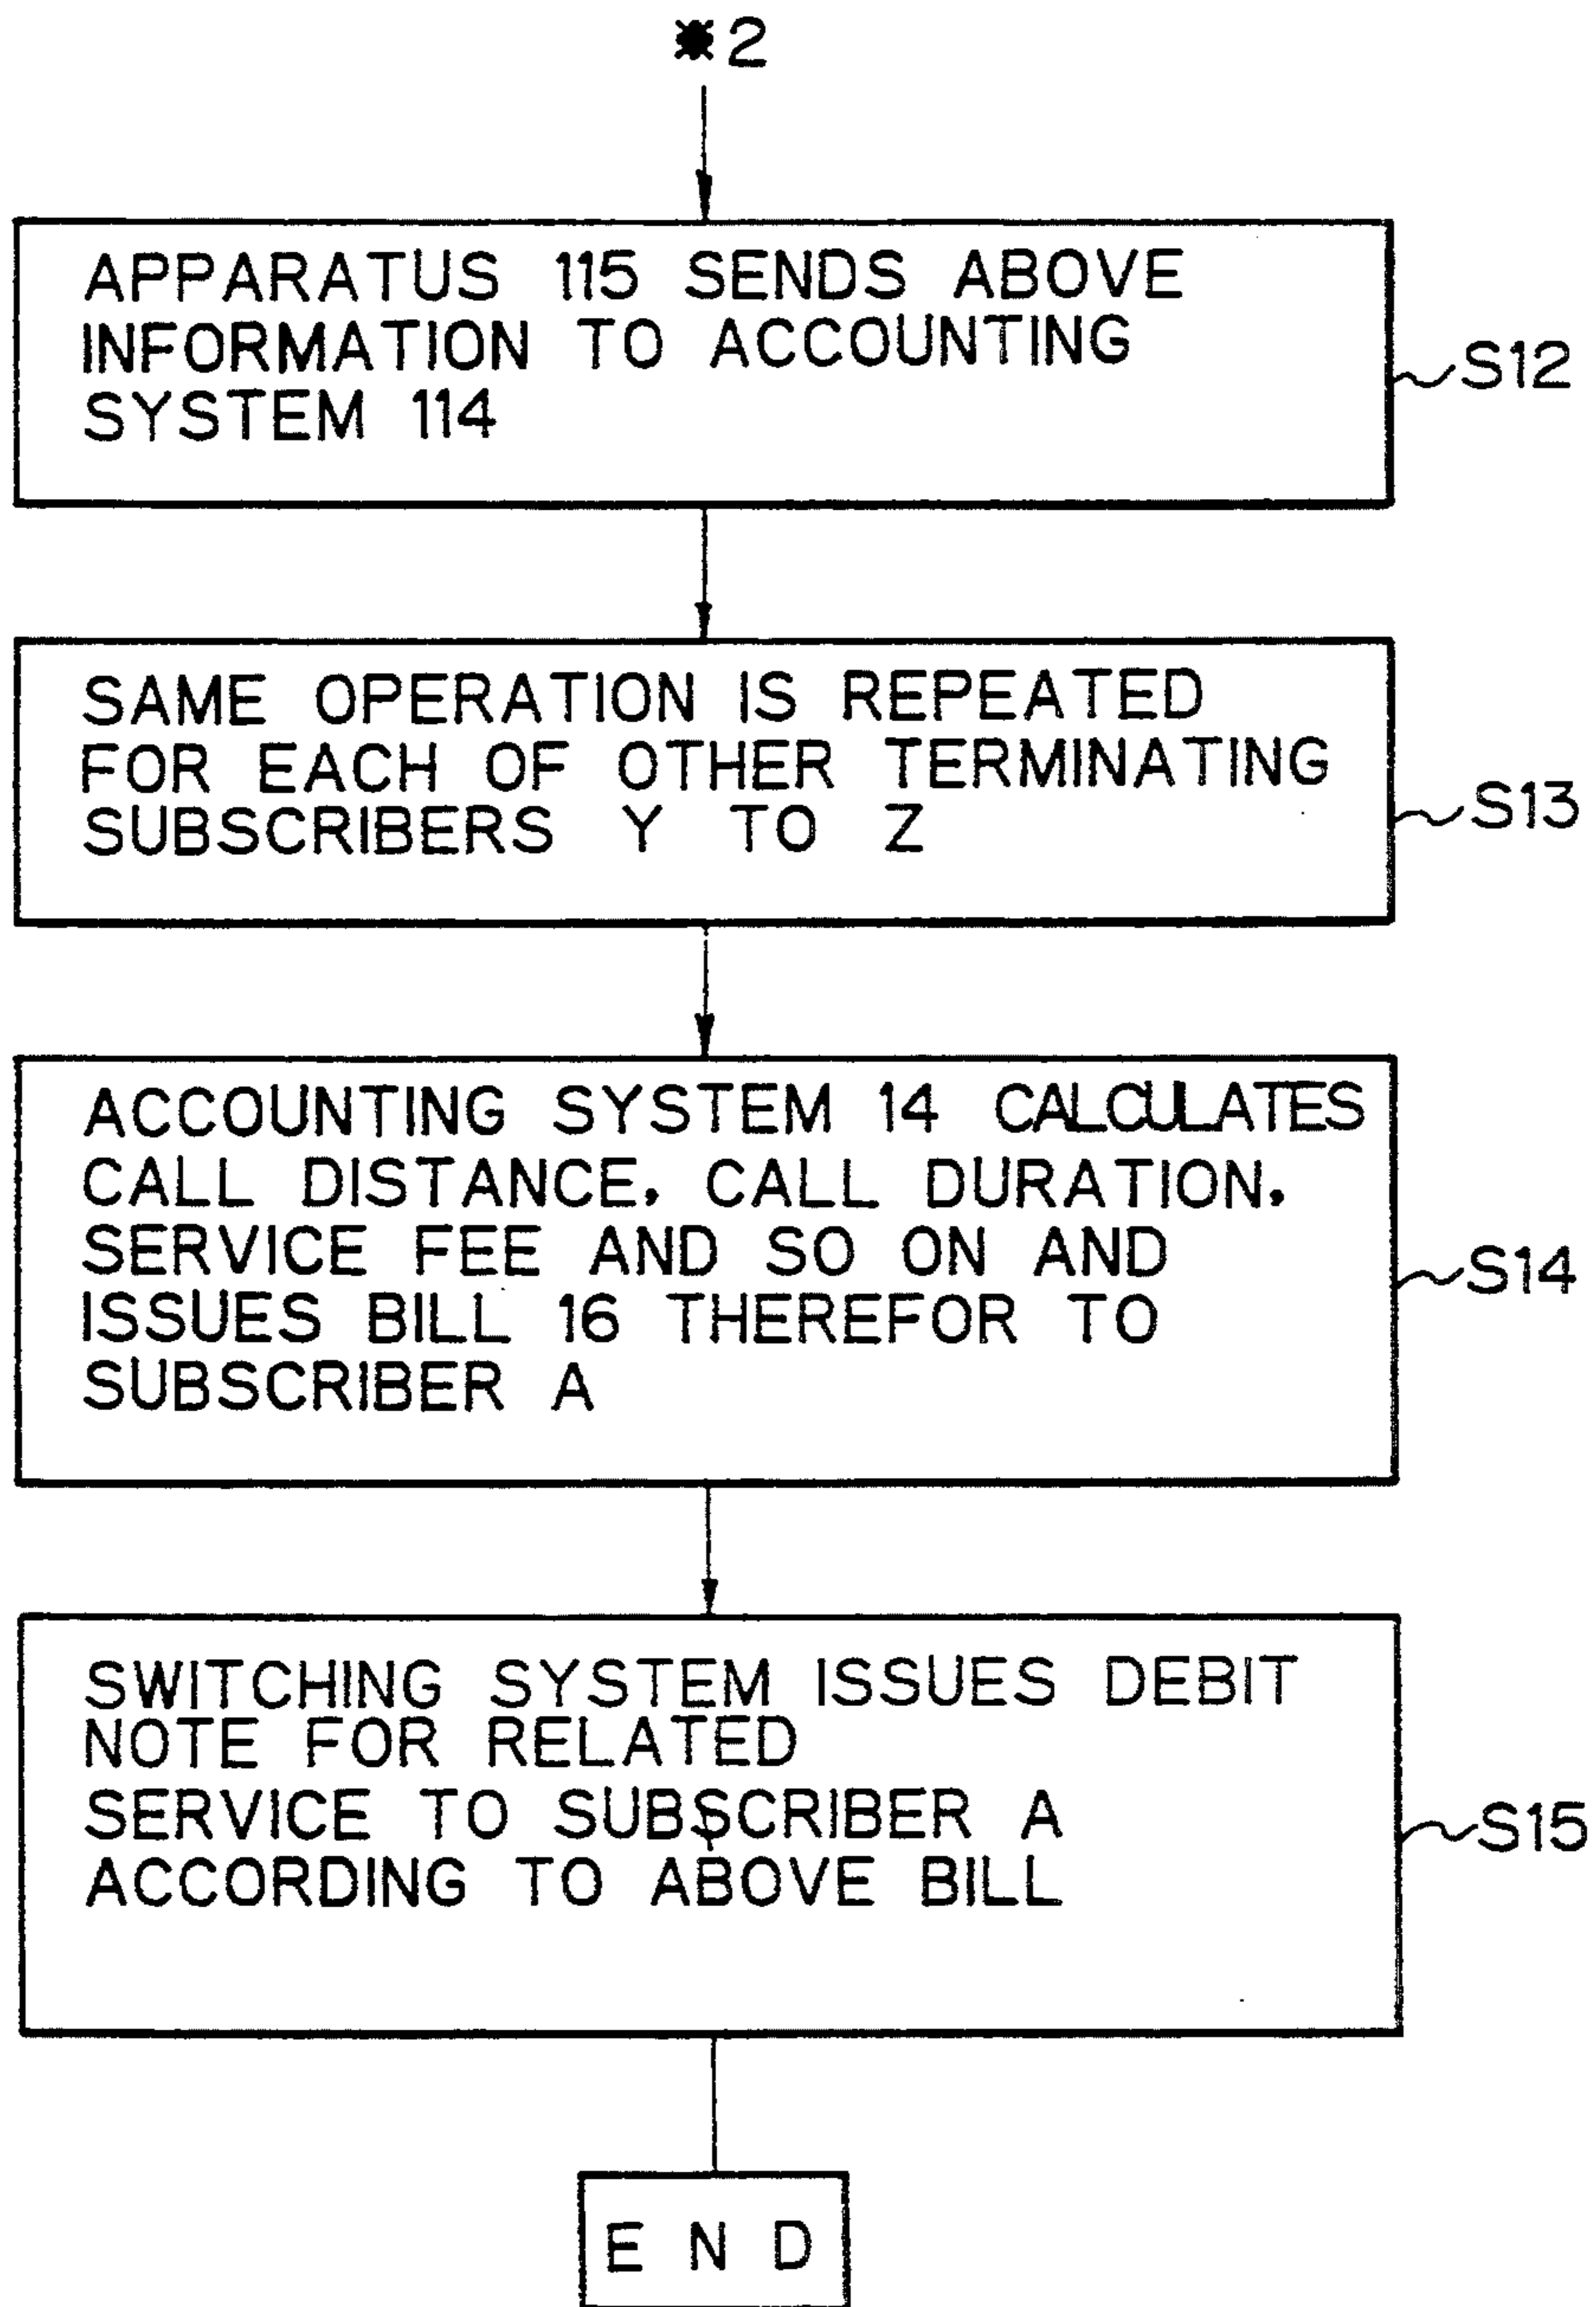 ※2
APPARATUS 115 SENDS ABOVE
INFORMATION TO ACCOUNTING
SYSTEM 114
S12
SAME OPERATION IS REPEATED
FOR EACH OF OTHER TERMINATING
SUBSCRIBERS Y TO Z
S13
ACCOUNTING SYSTEM 14 CALCULATES
CALL DISTANCE, CALL DURATION,
SERVICE FEE AND SO ON AND
ISSUES BILL 16 THEREFOR TO
SUBSCRIBER A
S14
SWITCHING SYSTEM ISSUES DEBIT
NOTE FOR RELATED
SERVICE TO SUBSCRIBER A
ACCORDING TO ABOVE BILL
S15
END